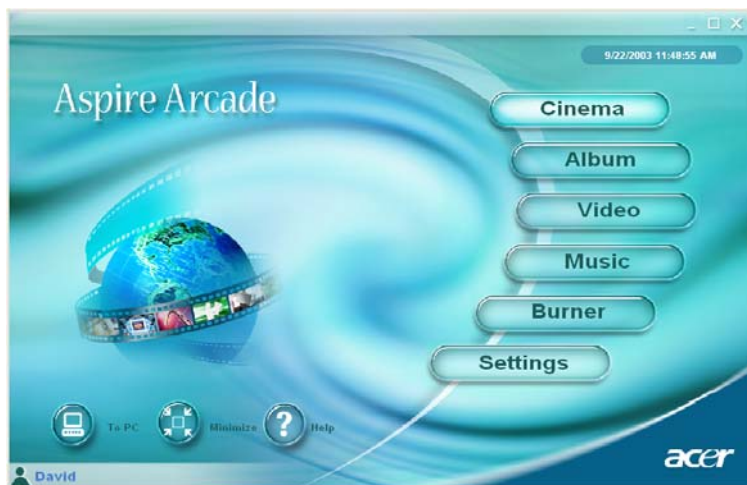 9/22/2003 11:48:55 AM
Aspire Arcade
Cinema
Album
Video
Music
Burner
Settings
To PC
Minimize
?
Help
acer
David